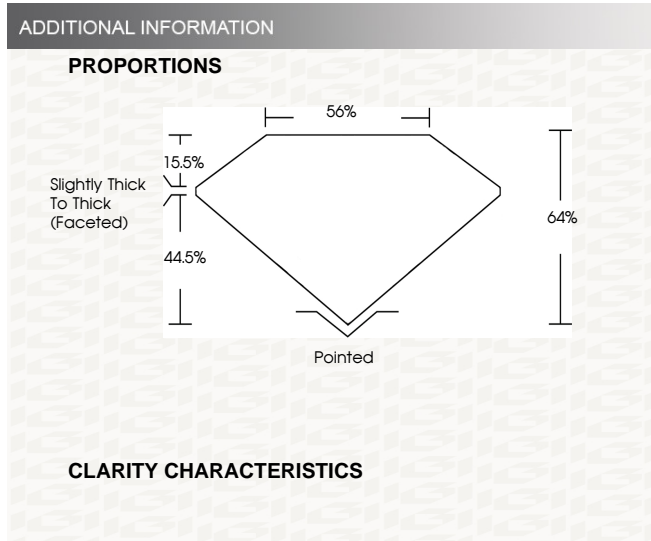 ADDITIONAL INFORMATION
PROPORTIONS
56%
15.5%
Slightly Thick
To Thick
(Faceted)
64%
44.5%
Pointed
CLARITY CHARACTERISTICS